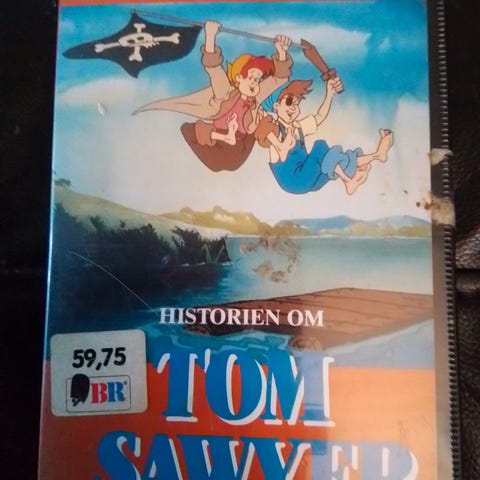 HISTORIEN OM
59,75
BR
TOM
SAWYER